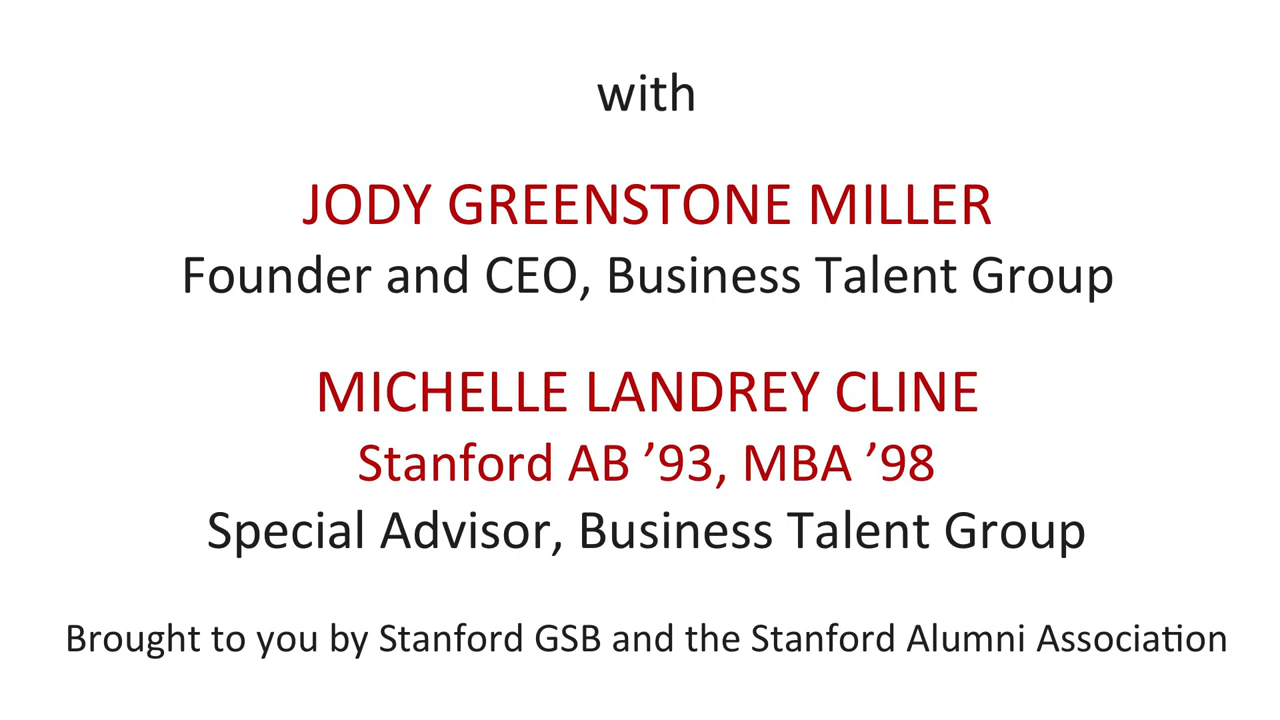 with
JODY GREENSTONE MILLER
Founder and CEO, Business Talent Group
MICHELLE LANDREY CLINE
Stanford AB ’93, MBA ’98
Special Advisor, Business Talent Group
Brought to you by Stanford GSB and the Stanford Alumni Association